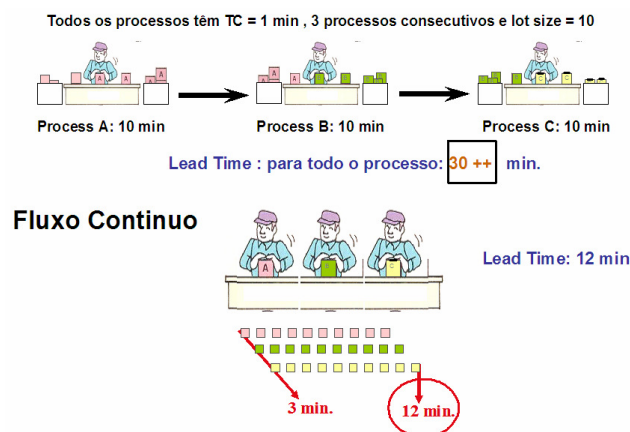 Todos os processos têm TC = 1 min , 3 processos consecutivos e lot size = 10
A A A
Process A: 10 min
Process B: 10 min
Process C: 10 min
Lead Time : para todo o processo: 30 ++ min.
Fluxo Continuo
A
Lead Time: 12 min
3 min.
12 min.